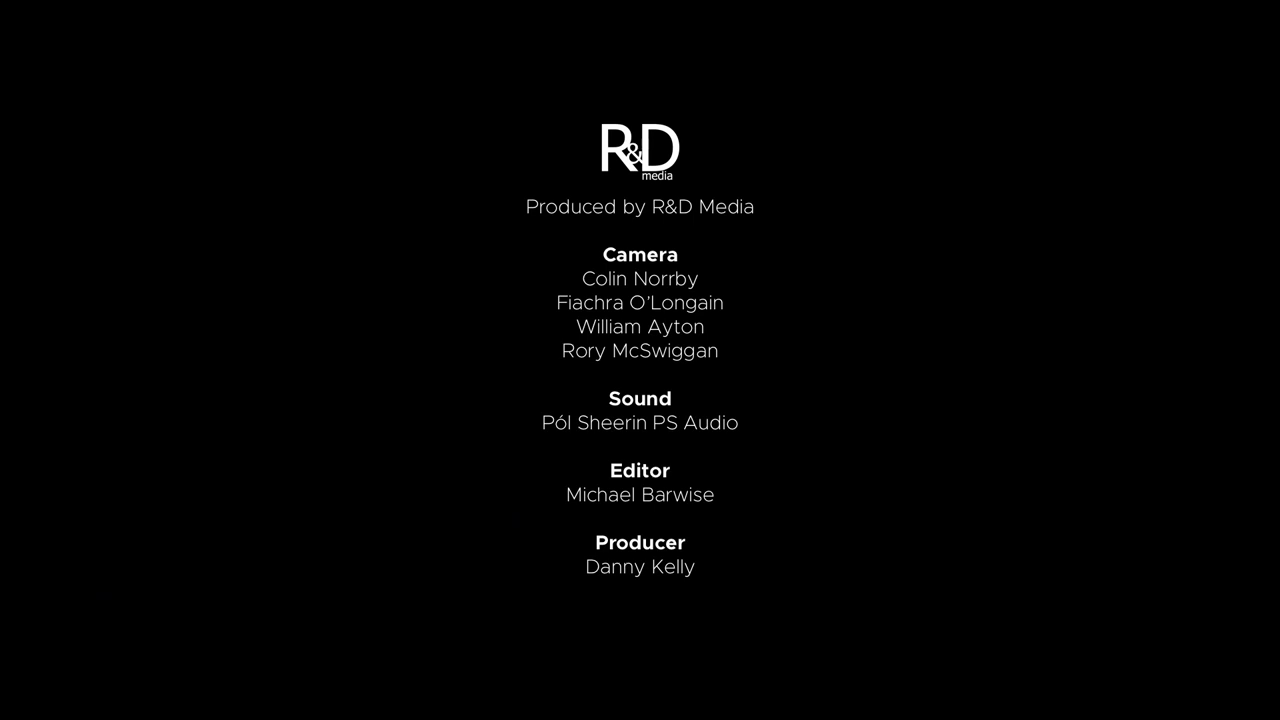 R&D
media
Produced by R&D Media
Camera
Colin Norrby
Fiachra O'Longain
William Ayton
Rory McSwiggan
Sound
Pól Sheerin PS Audio
Editor
Michael Barwise
Producer
Danny Kelly